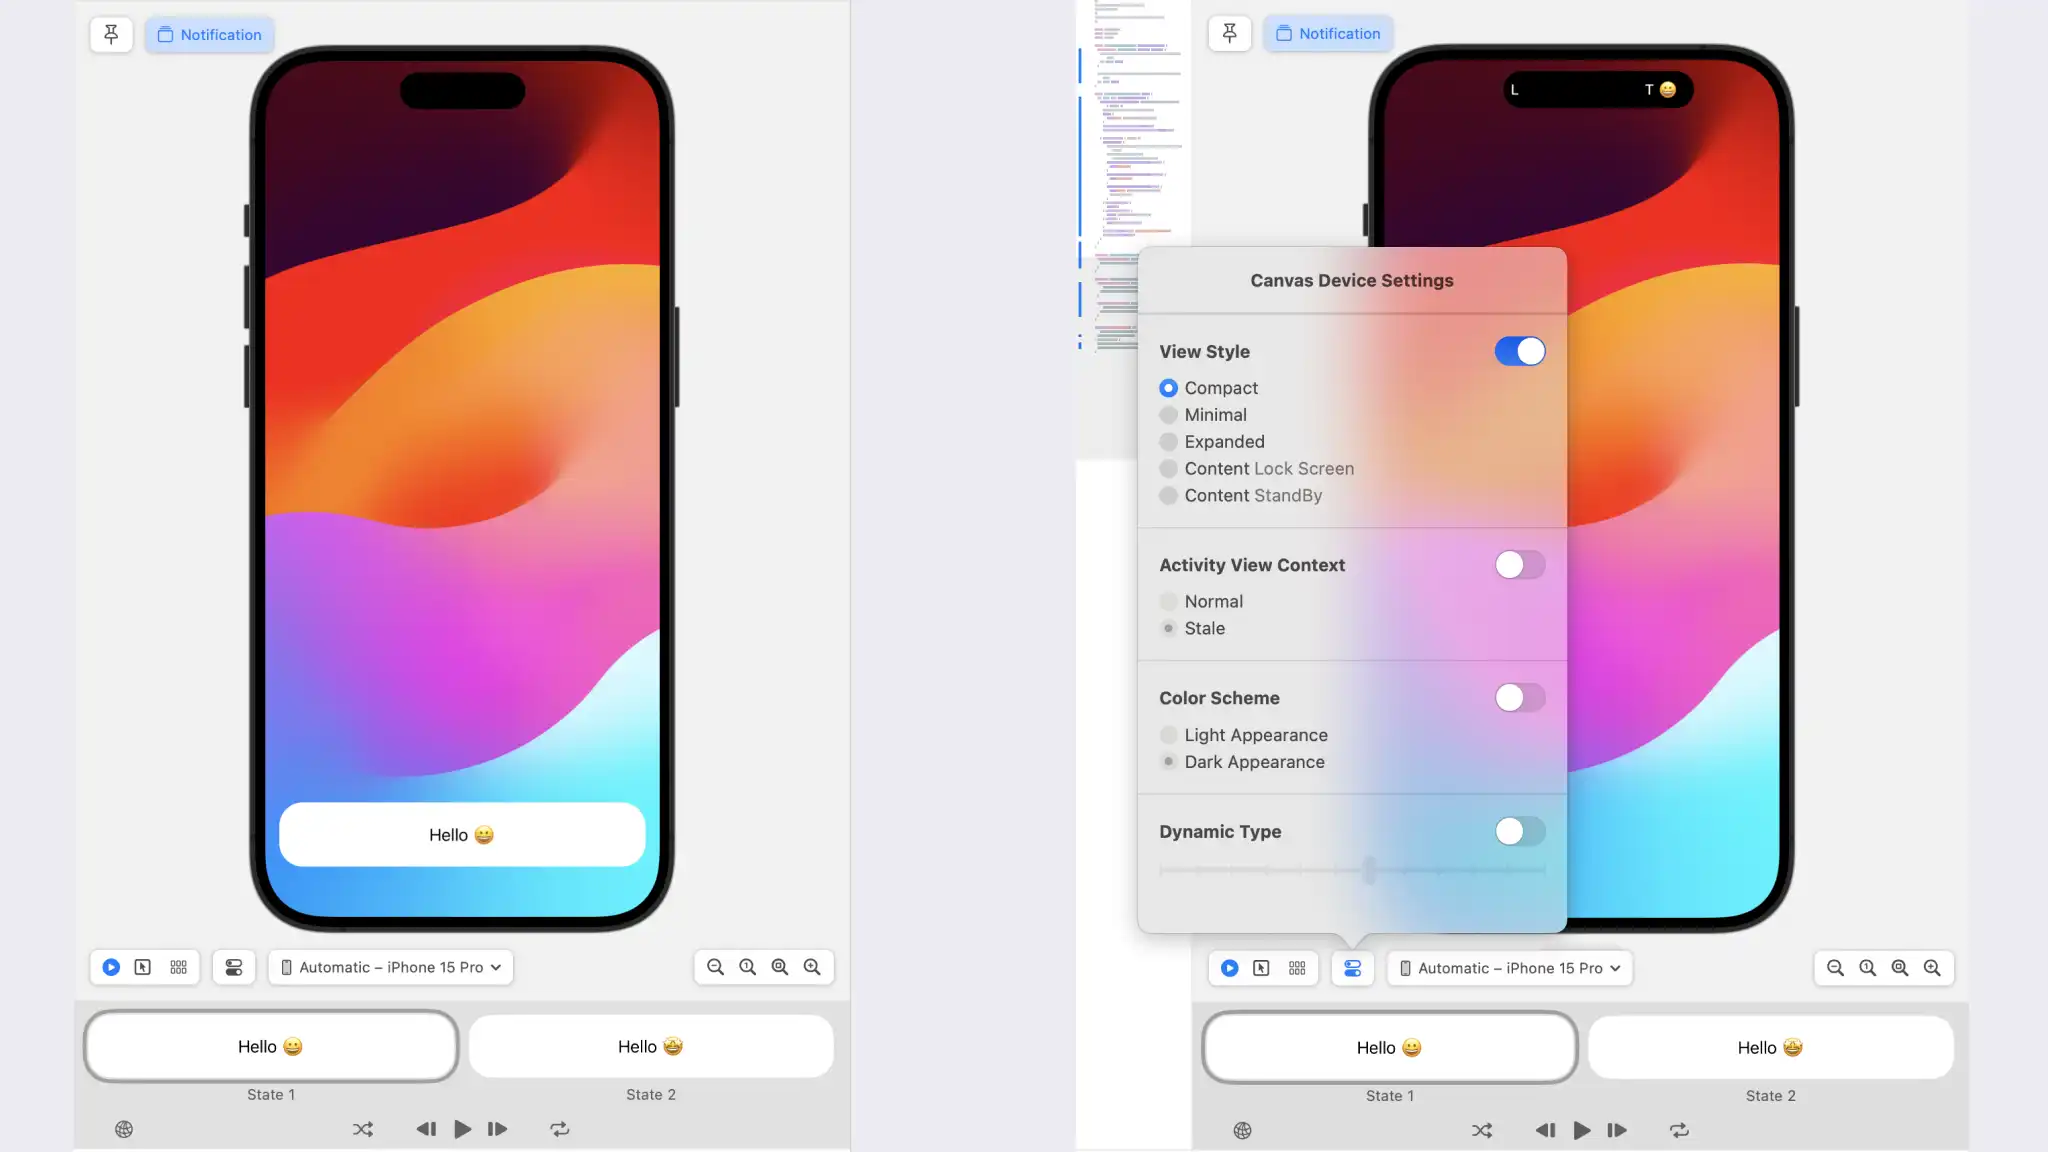 Notification
Hello 😀
Automatic – iPhone 15 Pro
Hello 😀
Hello 🤩
State 1
State 2
Notification
L
T 😀
Canvas Device Settings
View Style
Compact
Minimal
Expanded
Content Lock Screen
Content StandBy
Activity View Context
Normal
Stale
Color Scheme
Light Appearance
Dark Appearance
Dynamic Type
Automatic – iPhone 15 Pro
Hello 😀
Hello 🤩
State 1
State 2